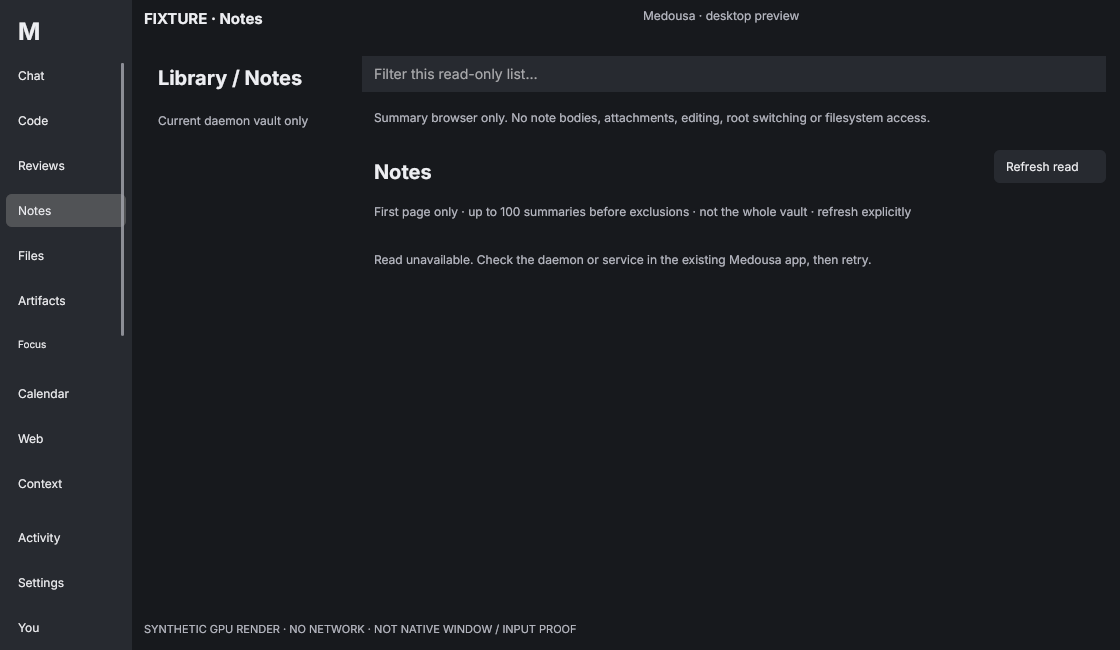 M
Chat
Code
Reviews
Notes
Files
Artifacts
Focus
Calendar
Web
Context
Activity
Settings
You
FIXTURE · Notes
Medousa · desktop preview
Library / Notes
Current daemon vault only
Filter this read-only list...
Summary browser only. No note bodies, attachments, editing, root switching or filesystem access.
Notes
Refresh read
First page only · up to 100 summaries before exclusions · not the whole vault · refresh explicitly
Read unavailable. Check the daemon or service in the existing Medousa app, then retry.
SYNTHETIC GPU RENDER · NO NETWORK · NOT NATIVE WINDOW / INPUT PROOF